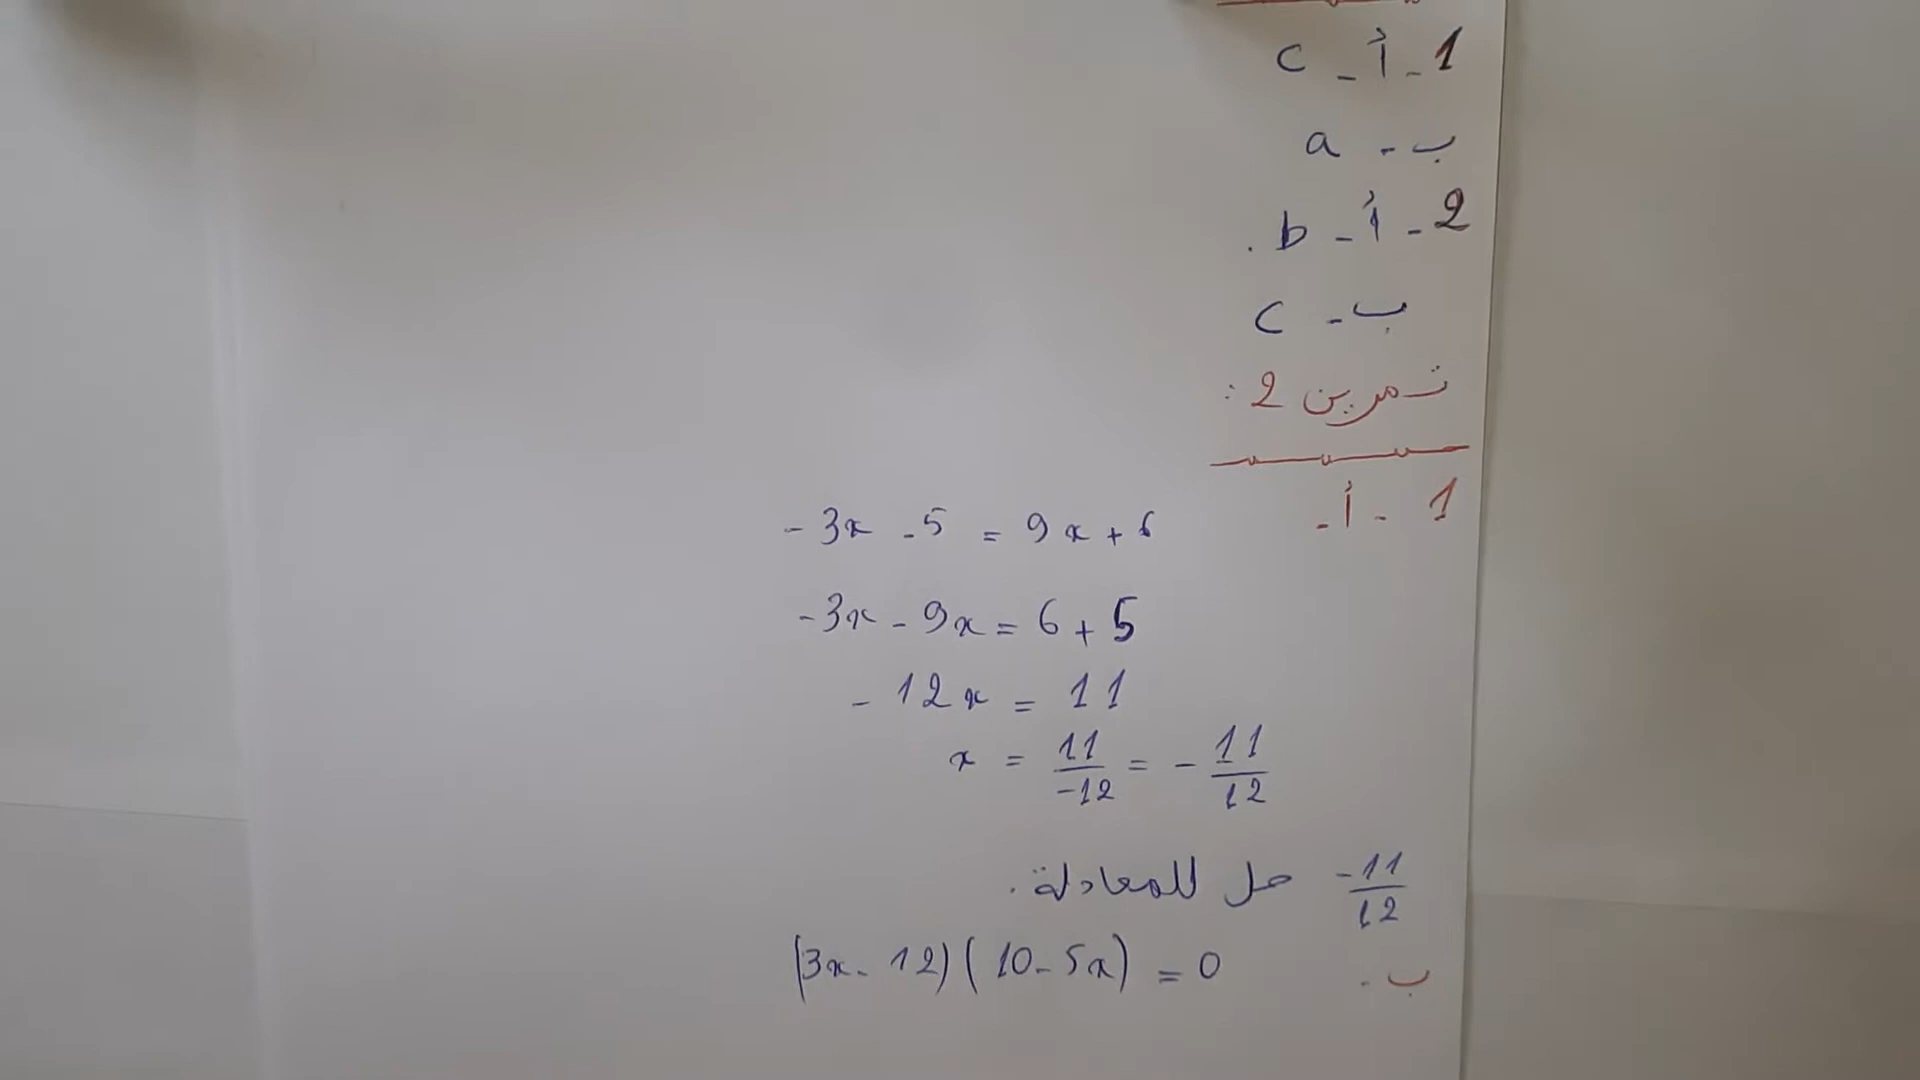 1 - أ - c
ب - a
2 - أ - b .
ب - c
تمرين 2 :
1 - أ -
-3x - 5 = 9x + 6
-3x - 9x = 6 + 5
-12x = 11
x = 11/-12 = - 11/12
-11/12 حل للمعادلة .
ب - (3x - 12)(10 - 5x) = 0